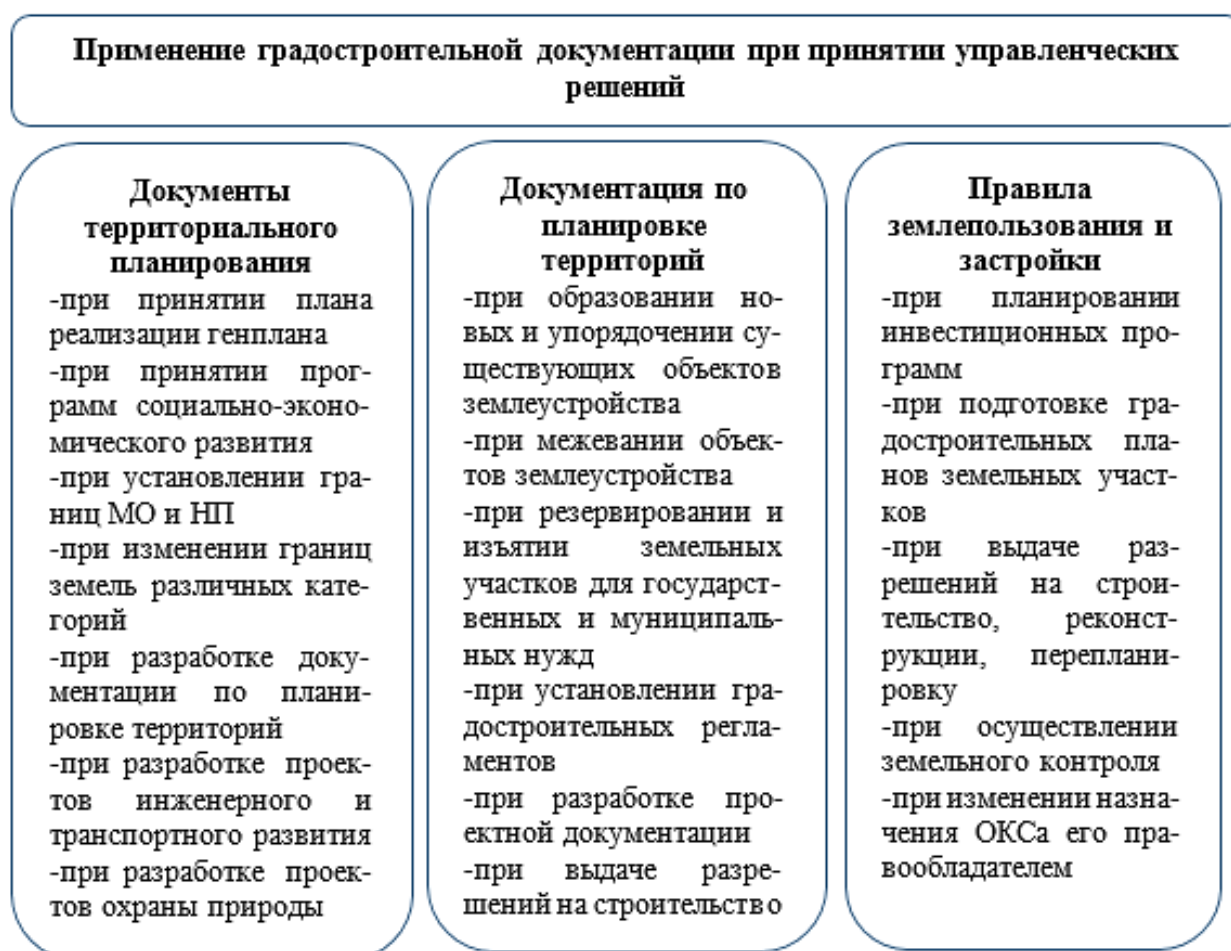 Применение градостроительной документации при принятии управленческих
решений
Документы
территориального
планирования
-при принятии плана
реализации генплана
-при принятии прог-
рамм социально-эконо-
мического развития
-при установлении гра-
ниц МО и НП
-при изменении границ
земель различных кате-
горий
-при разработке доку-
ментации по плани-
ровке территорий
-при разработке проек-
тов инженерного и
транспортного развития
-при разработке проек-
тов охраны природы
Документация по
планировке
территорий
-при образовании но-
вых и упорядочении су-
ществующих объектов
землеустройства
-при межевании объек-
тов землеустройства
-при резервировании и
изъятии земельных
участков для государст-
венных и муниципаль-
ных нужд
-при установлении гра-
достроительных регла-
ментов
-при разработке про-
ектной документации
-при выдаче разре-
шений на строительство
Правила
землепользования и
застройки
-при планировании
инвестиционных про-
грамм
-при подготовке гра-
достроительных пла-
нов земельных участ-
ков
-при выдаче раз-
решений на строи-
тельство, реконст-
рукции, переплани-
ровку
-при осуществлении
земельного контроля
-при изменении назна-
чения ОКСа его пра-
вообладателем